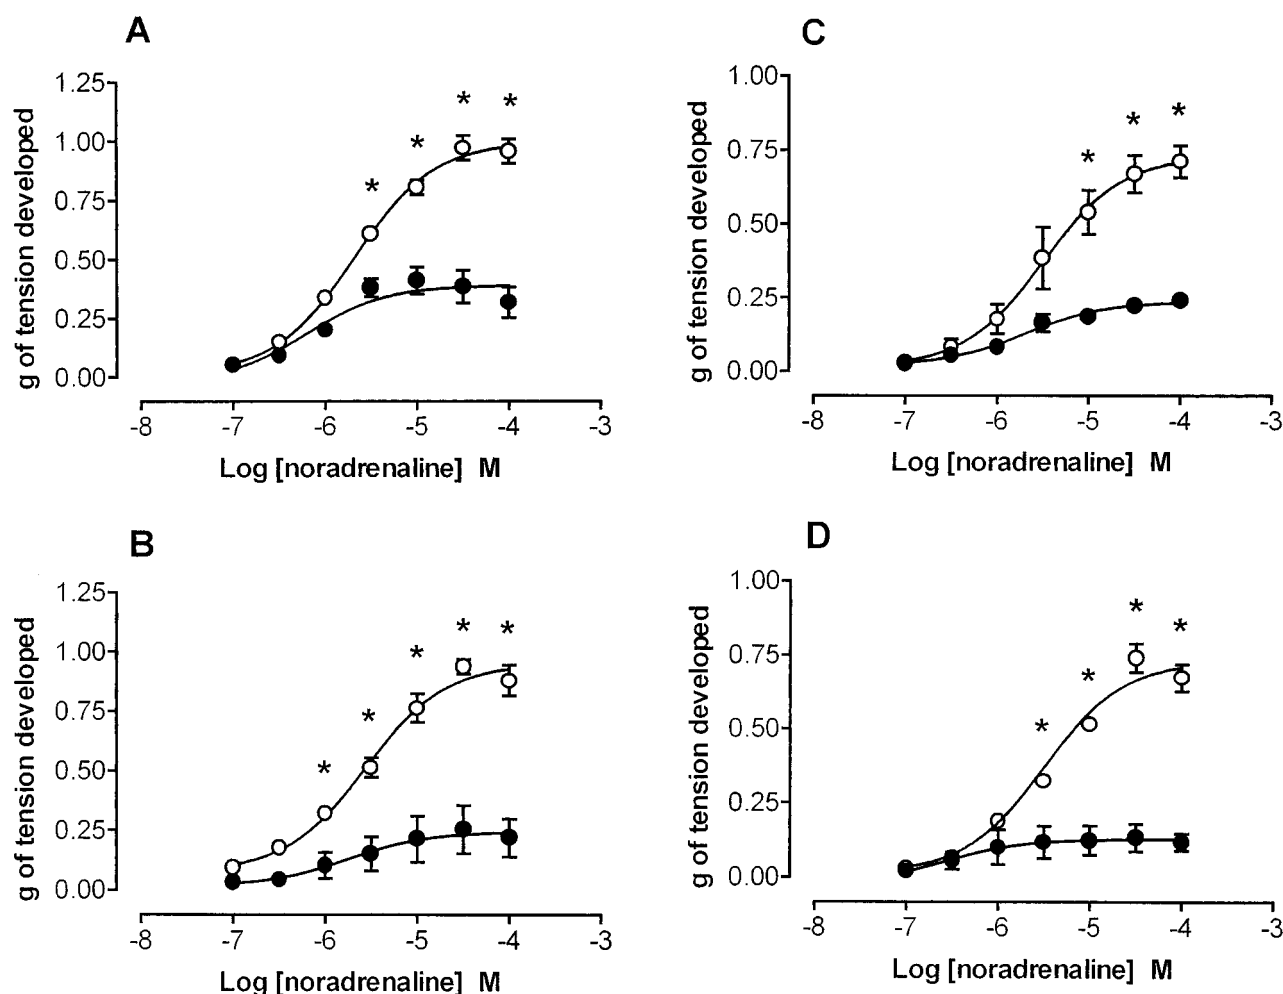 A
1.25
1.00
0.75
0.50
0.25
0.00
g of tension developed
* * * *
-8 -7 -6 -5 -4 -3
Log [noradrenaline] M
C
1.00
0.75
0.50
0.25
0.00
g of tension developed
* * *
-8 -7 -6 -5 -4 -3
Log [noradrenaline] M
B
1.25
1.00
0.75
0.50
0.25
0.00
g of tension developed
* * * * *
-8 -7 -6 -5 -4 -3
Log [noradrenaline] M
D
1.00
0.75
0.50
0.25
0.00
g of tension developed
* * * *
-8 -7 -6 -5 -4 -3
Log [noradrenaline] M